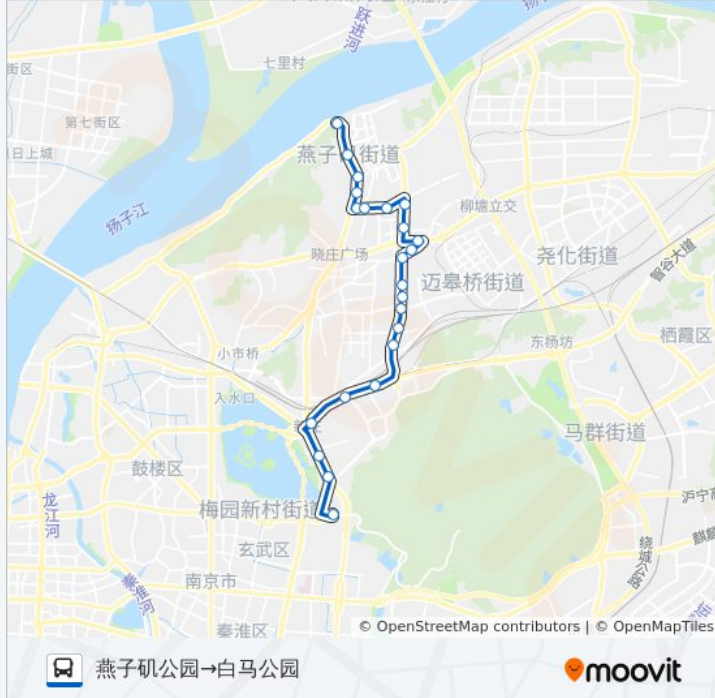 跃进河
扬子
街区
七里村
第七街区
旦日上城
燕子矶街道
扬子江
柳塘立交
晓庄广场
尧化街道
智谷大道
迈皋桥街道
小市桥
东杨坊
栖霞区
入水口
马群街道
鼓楼区
龙江河
梅园新村街道
沪宁高
麒麟
绕城公路
玄武区
南京市
秦淮河
秦淮区
© OpenStreetMap contributors | © OpenMapTiles
燕子矶公园→白马公园
moovit